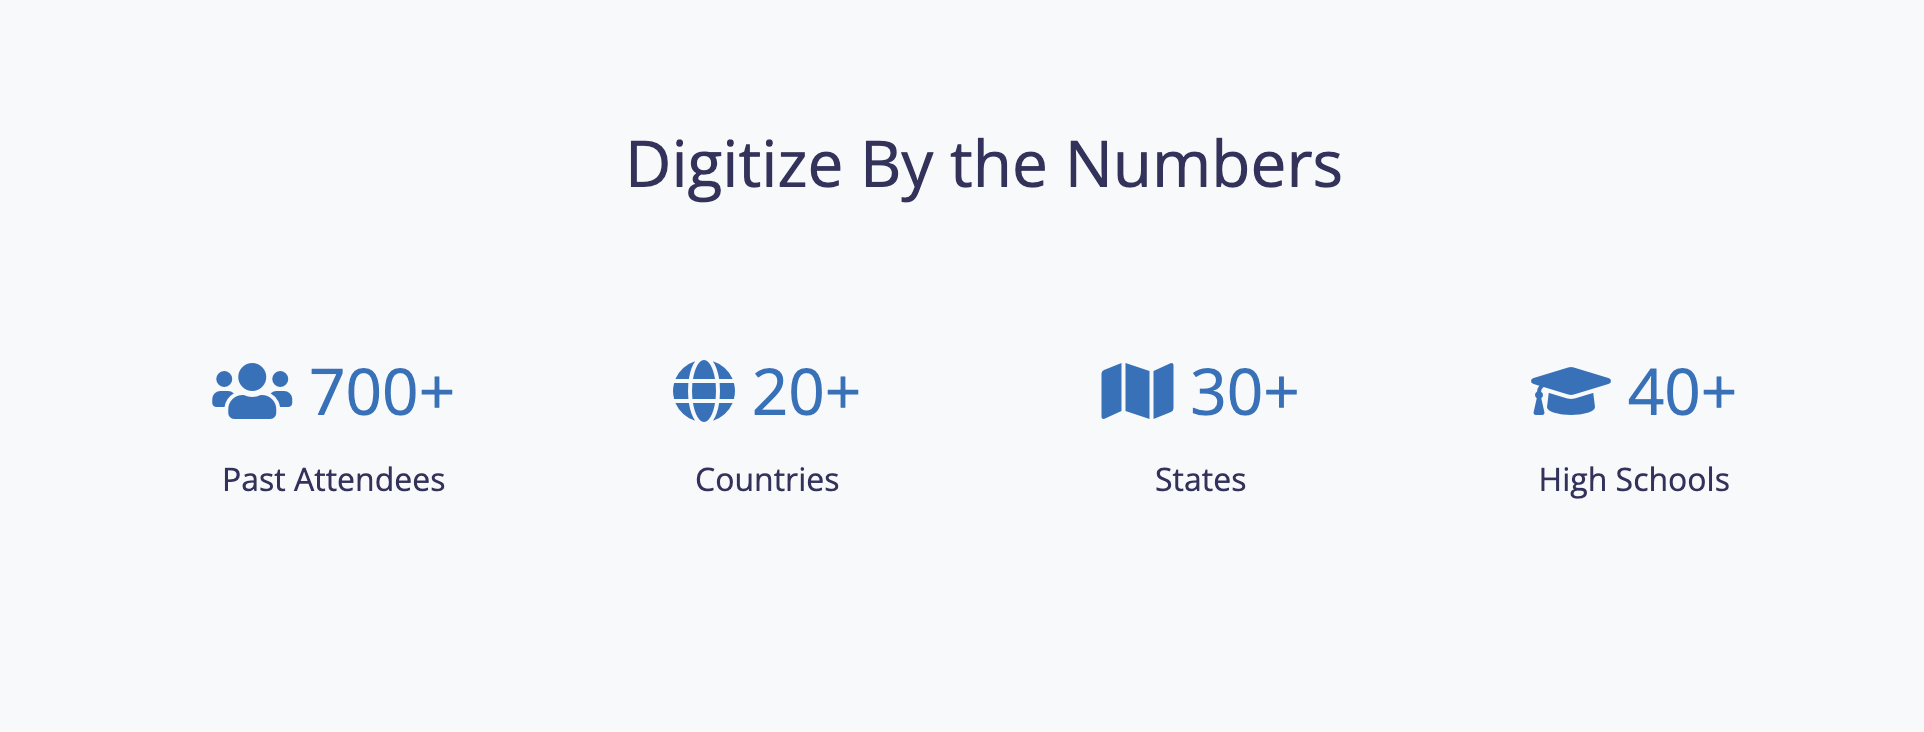 Digitize By the Numbers
700+
Past Attendees
20+
Countries
30+
States
40+
High Schools